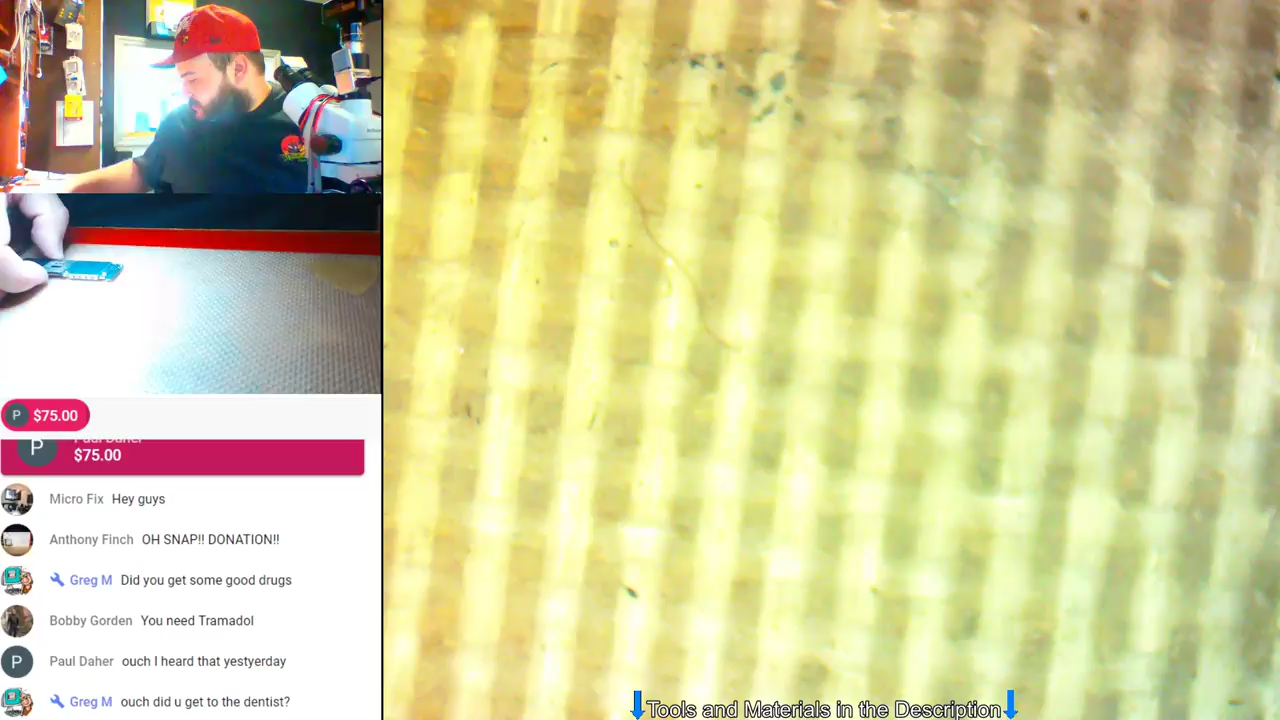 P $75.00
P Paul Daher
$75.00
Micro Fix Hey guys
Anthony Finch OH SNAP!! DONATION!!
Greg M Did you get some good drugs
Bobby Gorden You need Tramadol
P Paul Daher ouch I heard that yestyerday
Greg M ouch did u get to the dentist?
Tools and Materials in the Description